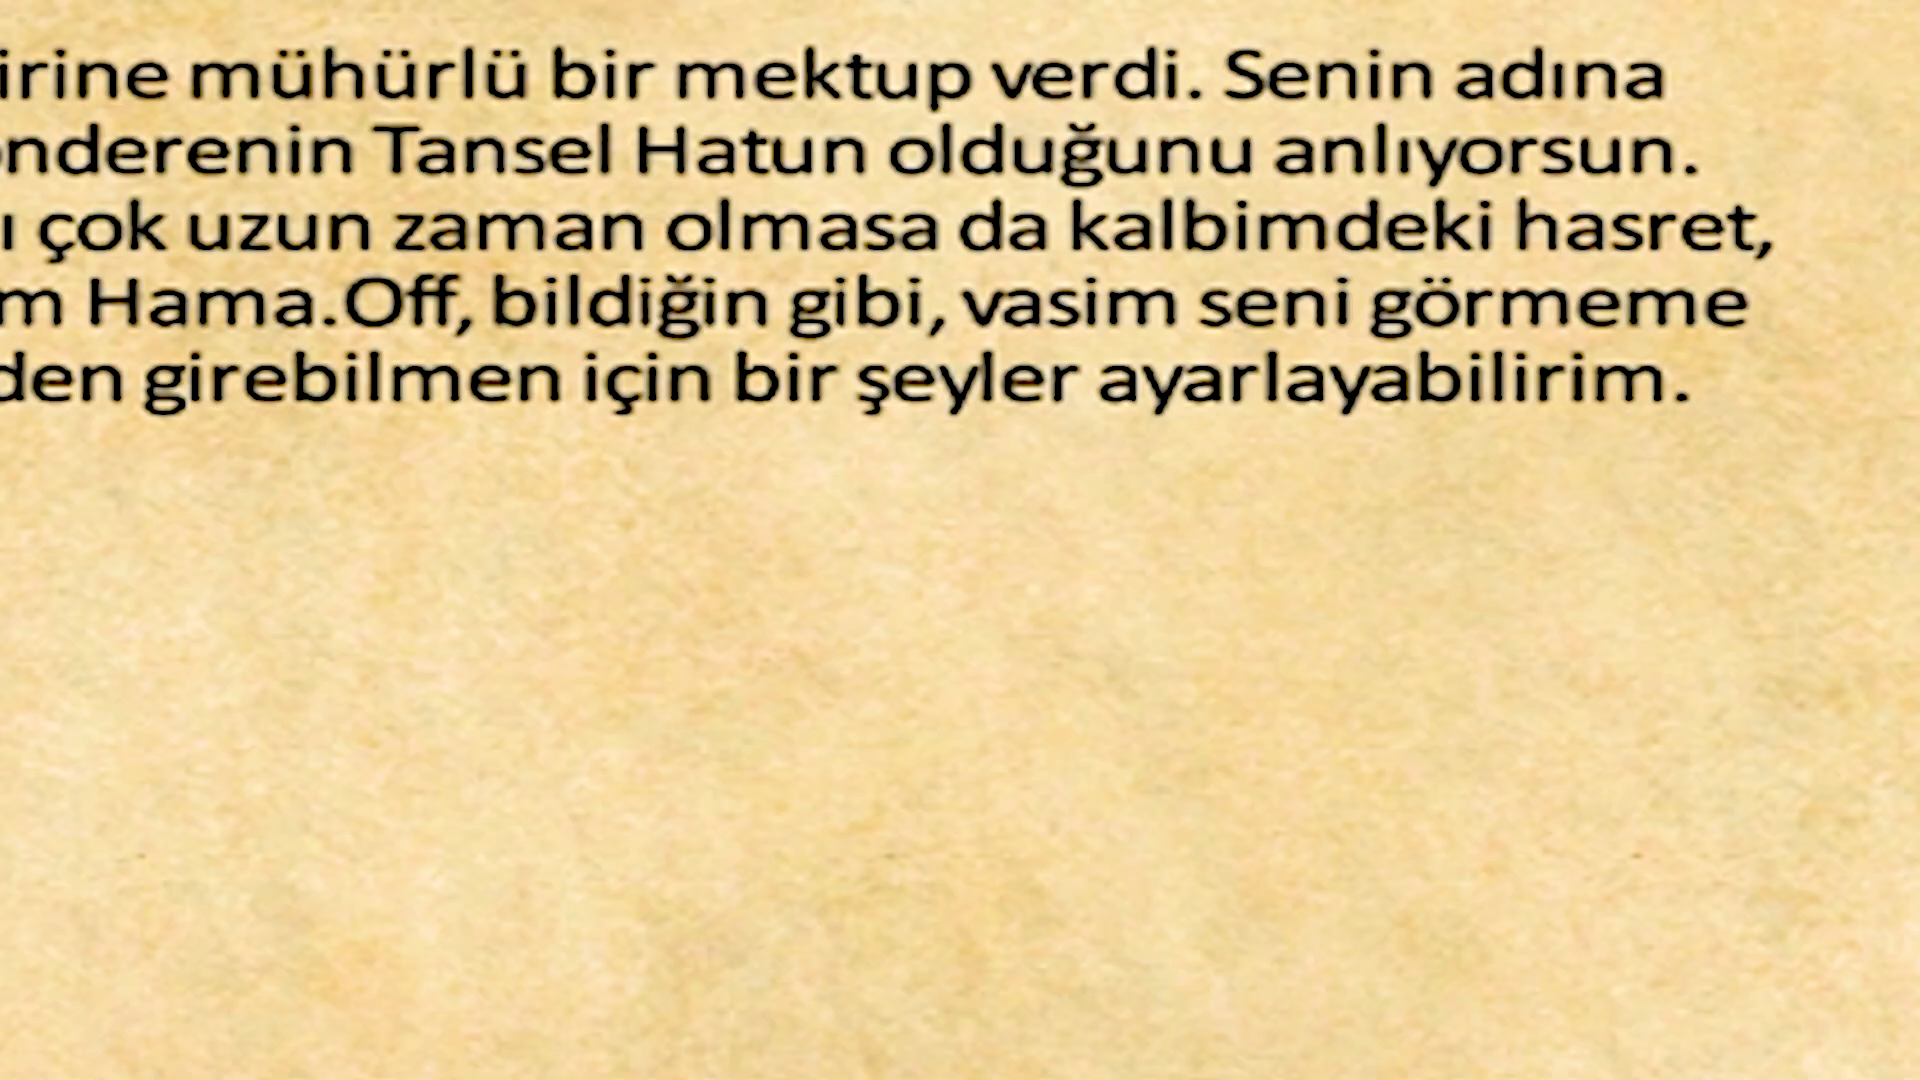 irine mühürlü bir mektup verdi. Senin adına
önderenin Tansel Hatun olduğunu anlıyorsun.
ı çok uzun zaman olmasa da kalbimdeki hasret,
m Hama.Off, bildiğin gibi, vasim seni görmeme
den girebilmen için bir şeyler ayarlayabilirim.